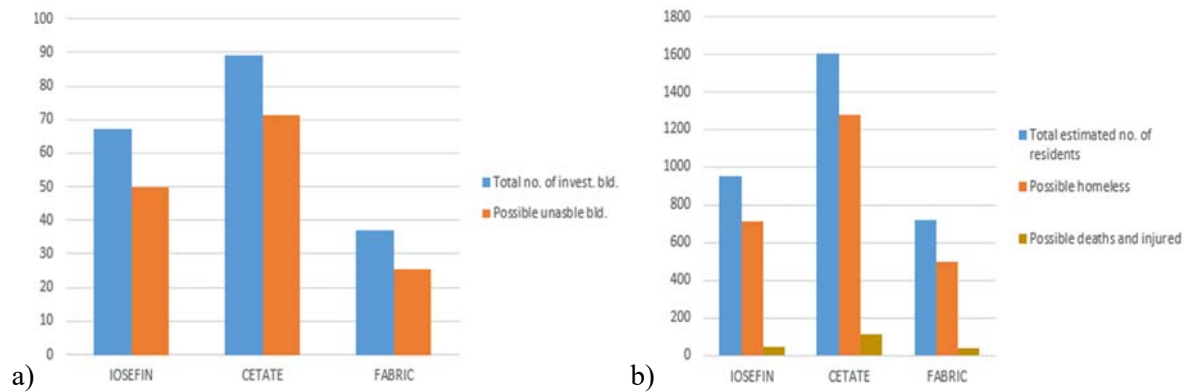 100
90
80
70
60
50
40
30
20
10
0
IOSEFIN CETATE FABRIC
Total no. of invest. bld.
Possible unasble bld.
a)
1800
1600
1400
1200
1000
800
600
400
200
0
IOSEFIN CETATE FABRIC
Total estimated no. of
residents
Possible homeless
Possible deaths and injured
b)